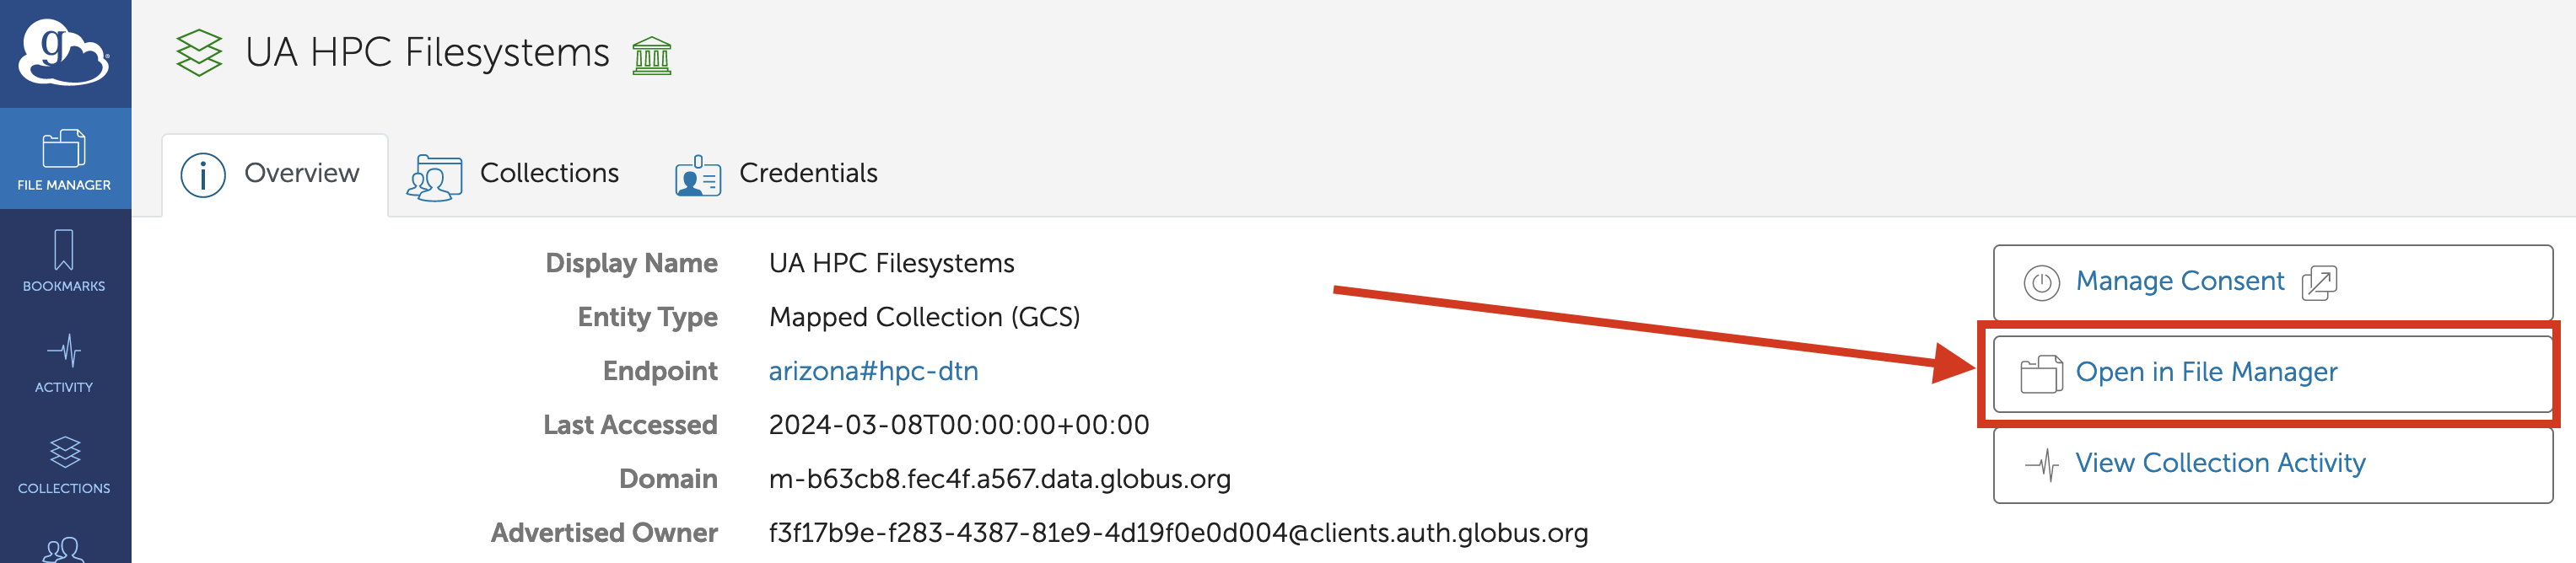 g
UA HPC Filesystems
FILE MANAGER
BOOKMARKS
ACTIVITY
COLLECTIONS
Overview
Collections
Credentials
Display Name UA HPC Filesystems
Entity Type Mapped Collection (GCS)
Endpoint arizona#hpc-dtn
Last Accessed 2024-03-08T00:00:00+00:00
Domain m-b63cb8.fec4f.a567.data.globus.org
Advertised Owner f3f17b9e-f283-4387-81e9-4d19f0e0d004@clients.auth.globus.org
Manage Consent
Open in File Manager
View Collection Activity